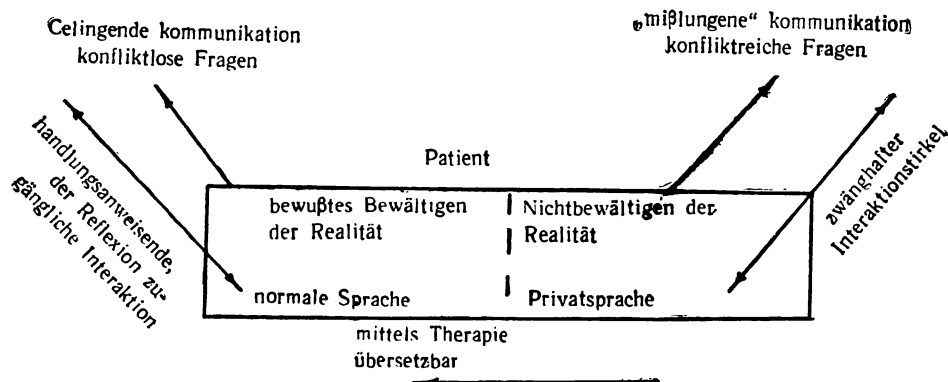 Celingende kommunikation
konfliktlose Fragen
„mißlungene“ kommunikation
konfliktreiche Fragen
handlungsanweisende,
der Reflexion zu-
gängliche Interaktion
Patient
zwänghafter
Interaktionstirkel
bewußtes Bewältigen
der Realität
Nichtbewältigen der
Realität
normale Sprache
Privatsprache
mittels Therapie
übersetzbar